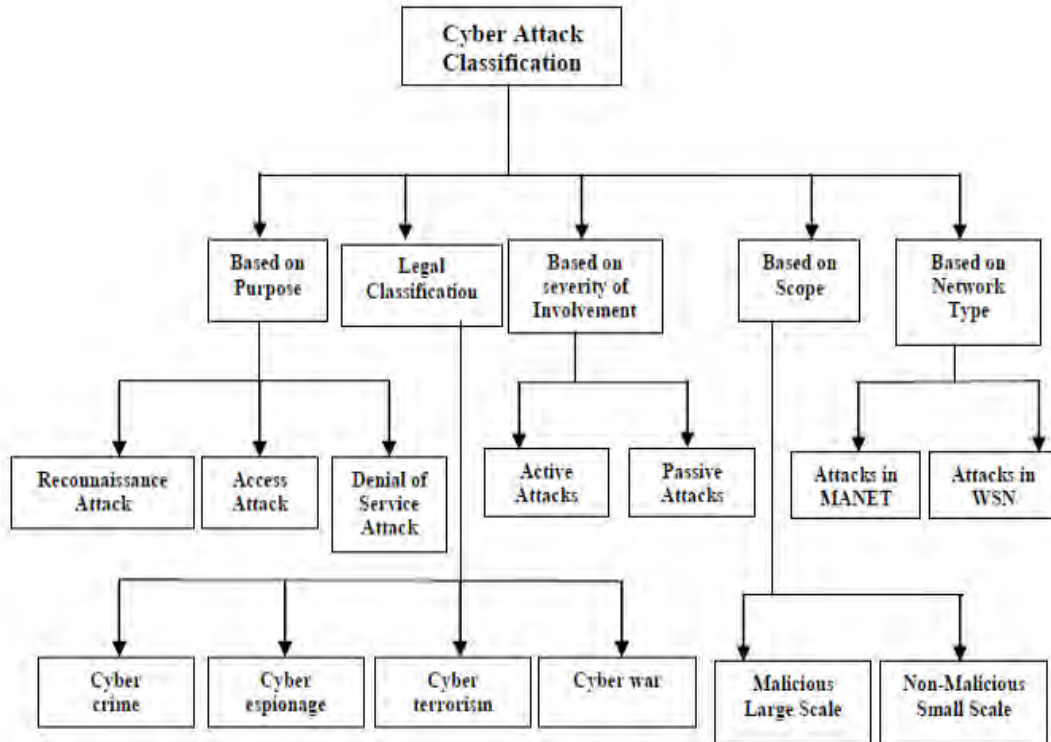 Cyber Attack
Classification
Based on
Purpose
Legal
Classification
Based on
severity of
Involvement
Based on
Scope
Based on
Network
Type
Reconnaissance
Attack
Access
Attack
Denial of
Service
Attack
Active
Attacks
Passive
Attacks
Attacks in
MANET
Attacks in
WSN
Cyber
crime
Cyber
espionage
Cyber
terrorism
Cyber war
Malicious
Large Scale
Non-Malicious
Small Scale